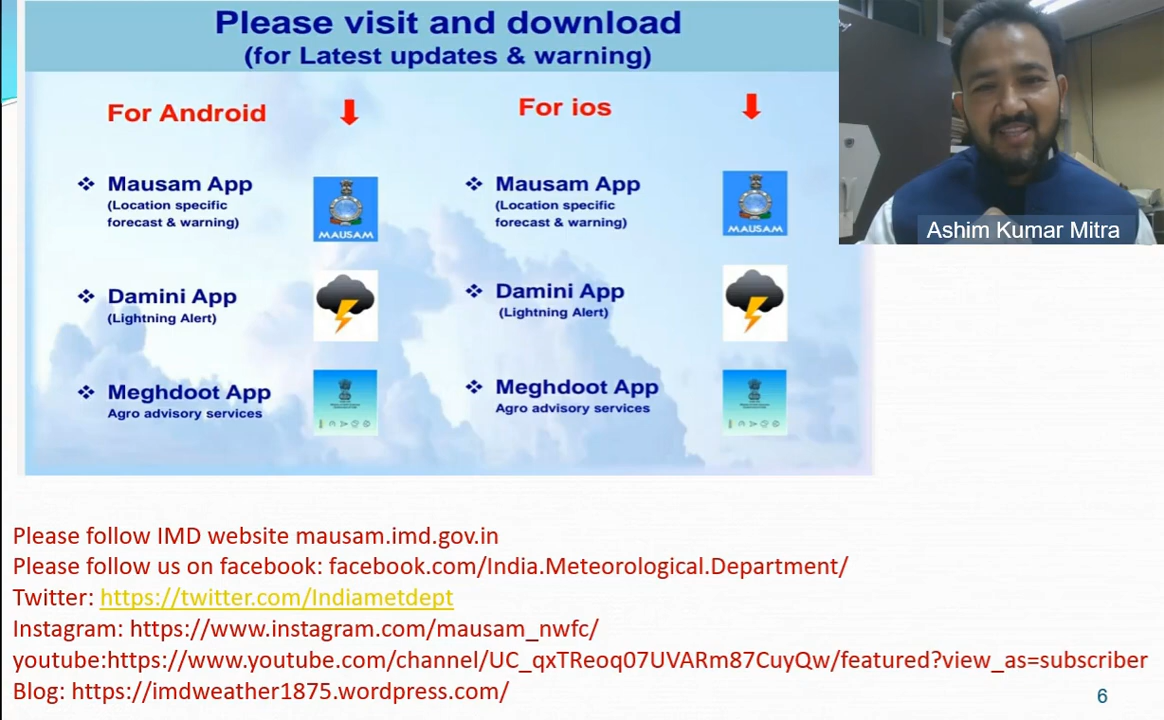 Please visit and download
(for Latest updates & warning)
For Android
Mausam App
(Location specific
forecast & warning)
MAUSAM
Damini App
(Lightning Alert)
Meghdoot App
Agro advisory services
For ios
Mausam App
(Location specific
forecast & warning)
MAUSAM
Damini App
(Lightning Alert)
Meghdoot App
Agro advisory services
Ashim Kumar Mitra
Please follow IMD website mausam.imd.gov.in
Please follow us on facebook: facebook.com/India.Meteorological.Department/
Twitter: https://twitter.com/Indiametdept
Instagram: https://www.instagram.com/mausam_nwfc/
youtube:https://www.youtube.com/channel/UC_qxTReoq07UVARm87CuyQw/featured?view_as=subscriber
Blog: https://imdweather1875.wordpress.com/
6